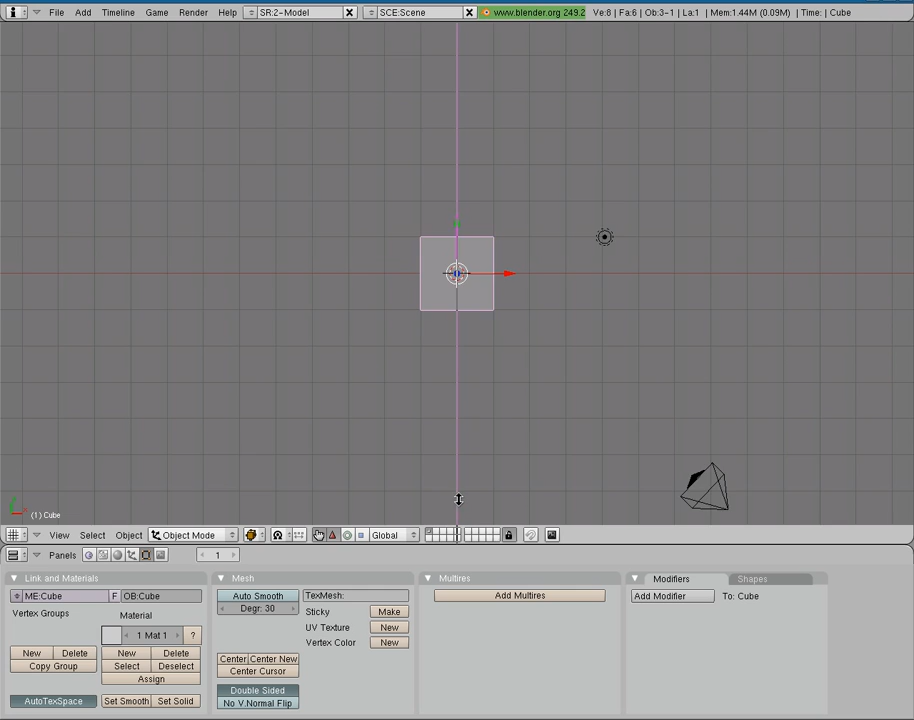 File Add Timeline Game Render Help SR:2-Model SCE:Scene www.blender.org 249.2 Ve:8 | Fa:6 | Ob:3-1 | La:1 | Mem:1.44M (0.09M) | Time: | Cube
(1) Cube
View Select Object Object Mode Global
Panels 1
Link and Materials Mesh Multires Modifiers Shapes
ME:Cube F OB:Cube Auto Smooth TexMesh: Add Multires Add Modifier To: Cube
Degr: 30
Vertex Groups Material Sticky Make
1 Mat 1 ? UV Texture New
Vertex Color New
New Delete New Delete Center Center New
Copy Group Select Deselect Center Cursor
Assign
Double Sided
AutoTexSpace Set Smooth Set Solid No V.Normal Flip